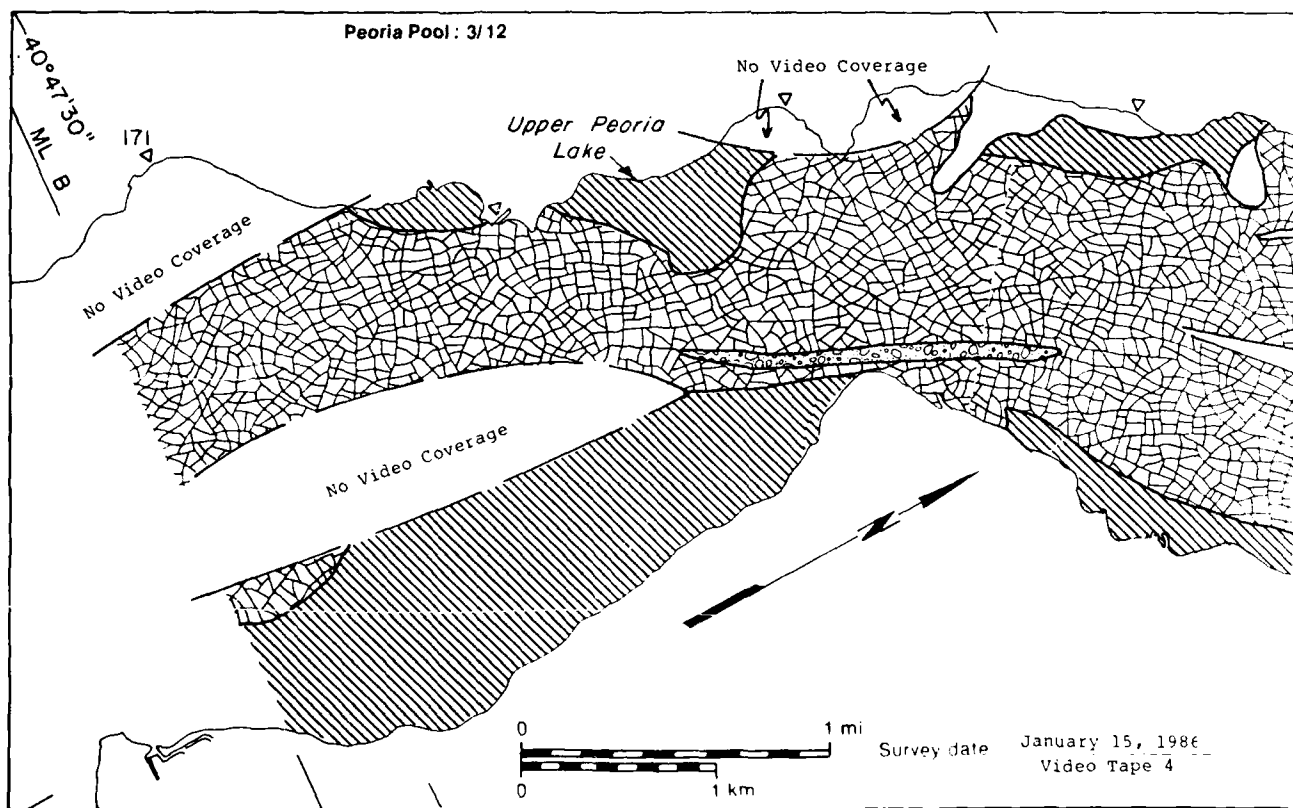 Peoria Pool : 3/12
40°47'30"
ML B
171
No Video Coverage
Upper Peoria
Lake
No Video Coverage
No Video Coverage
N
0 1 mi
0 1 km
Survey date January 15, 1986
Video Tape 4